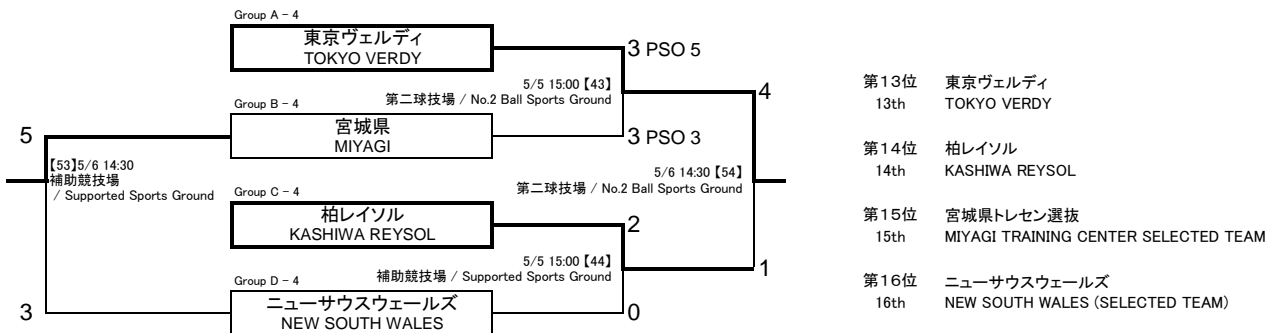 Group A - 4
東京ヴェルディ
TOKYO VERDY
3 PSO 5
5/5 15:00【43】
第二球技場 / No.2 Ball Sports Ground
4
Group B - 4
宮城県
MIYAGI
5
3 PSO 3
【53】5/6 14:30
補助競技場
/ Supported Sports Ground
5/6 14:30【54】
第二球技場 / No.2 Ball Sports Ground
Group C - 4
柏レイソル
KASHIWA REYSOL
2
5/5 15:00【44】
補助競技場 / Supported Sports Ground
1
Group D - 4
ニューサウスウェールズ
NEW SOUTH WALES
3
0
第13位 東京ヴェルディ
13th TOKYO VERDY
第14位 柏レイソル
14th KASHIWA REYSOL
第15位 宮城県トレセン選抜
15th MIYAGI TRAINING CENTER SELECTED TEAM
第16位 ニューサウスウェールズ
16th NEW SOUTH WALES (SELECTED TEAM)